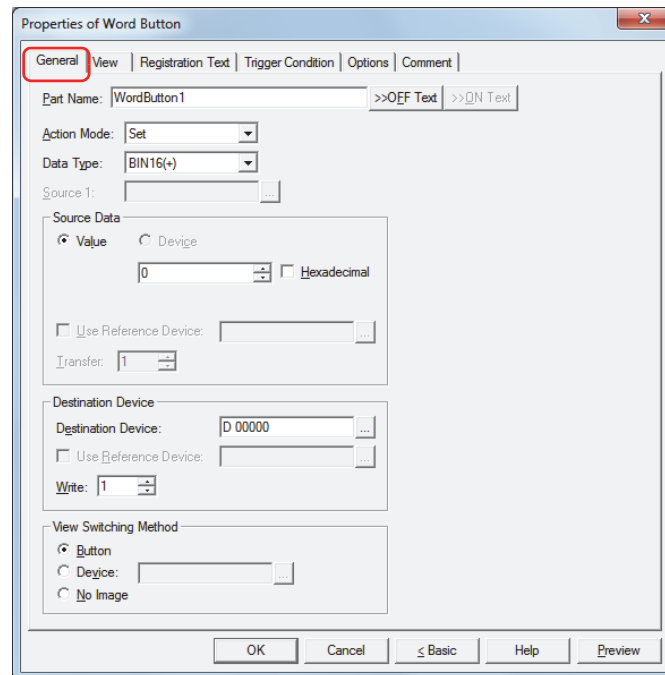 Properties of Word Button
General View Registration Text Trigger Condition Options Comment
Part Name: WordButton1 >>OFF Text >>ON Text
Action Mode: Set
Data Type: BIN16(+)
Source 1: ...
Source Data
Value Device
0 Hexadecimal
Use Reference Device: ...
Transfer: 1
Destination Device
Destination Device: D 00000 ...
Use Reference Device: ...
Write: 1
View Switching Method
Button
Device: ...
No Image
OK Cancel < Basic Help Preview